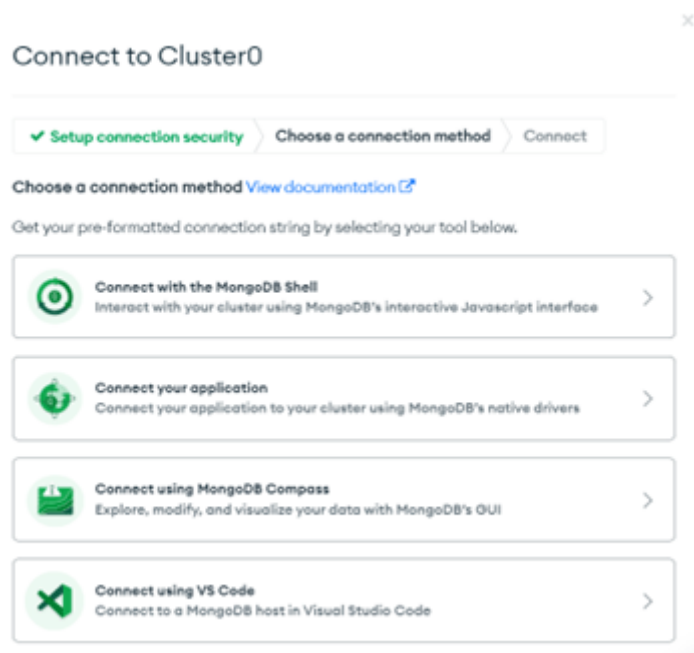 Connect to Cluster0
✔ Setup connection security Choose a connection method Connect
Choose a connection method View documentation
Get your pre-formatted connection string by selecting your tool below.
Connect with the MongoDB Shell
Interact with your cluster using MongoDB's interactive Javascript interface
Connect your application
Connect your application to your cluster using MongoDB's native drivers
Connect using MongoDB Compass
Explore, modify, and visualize your data with MongoDB's GUI
Connect using VS Code
Connect to a MongoDB host in Visual Studio Code